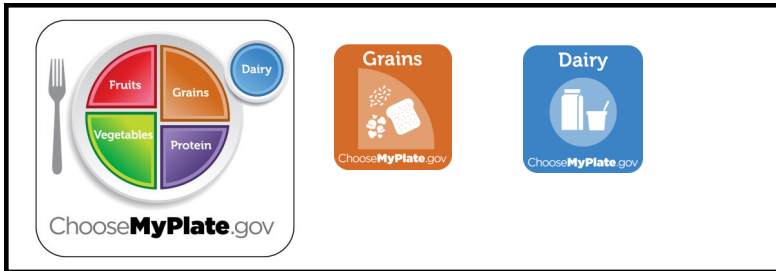 Fruits
Grains
Dairy
Vegetables
Protein
ChooseMyPlate.gov
Grains
ChooseMyPlate.gov
Dairy
ChooseMyPlate.gov